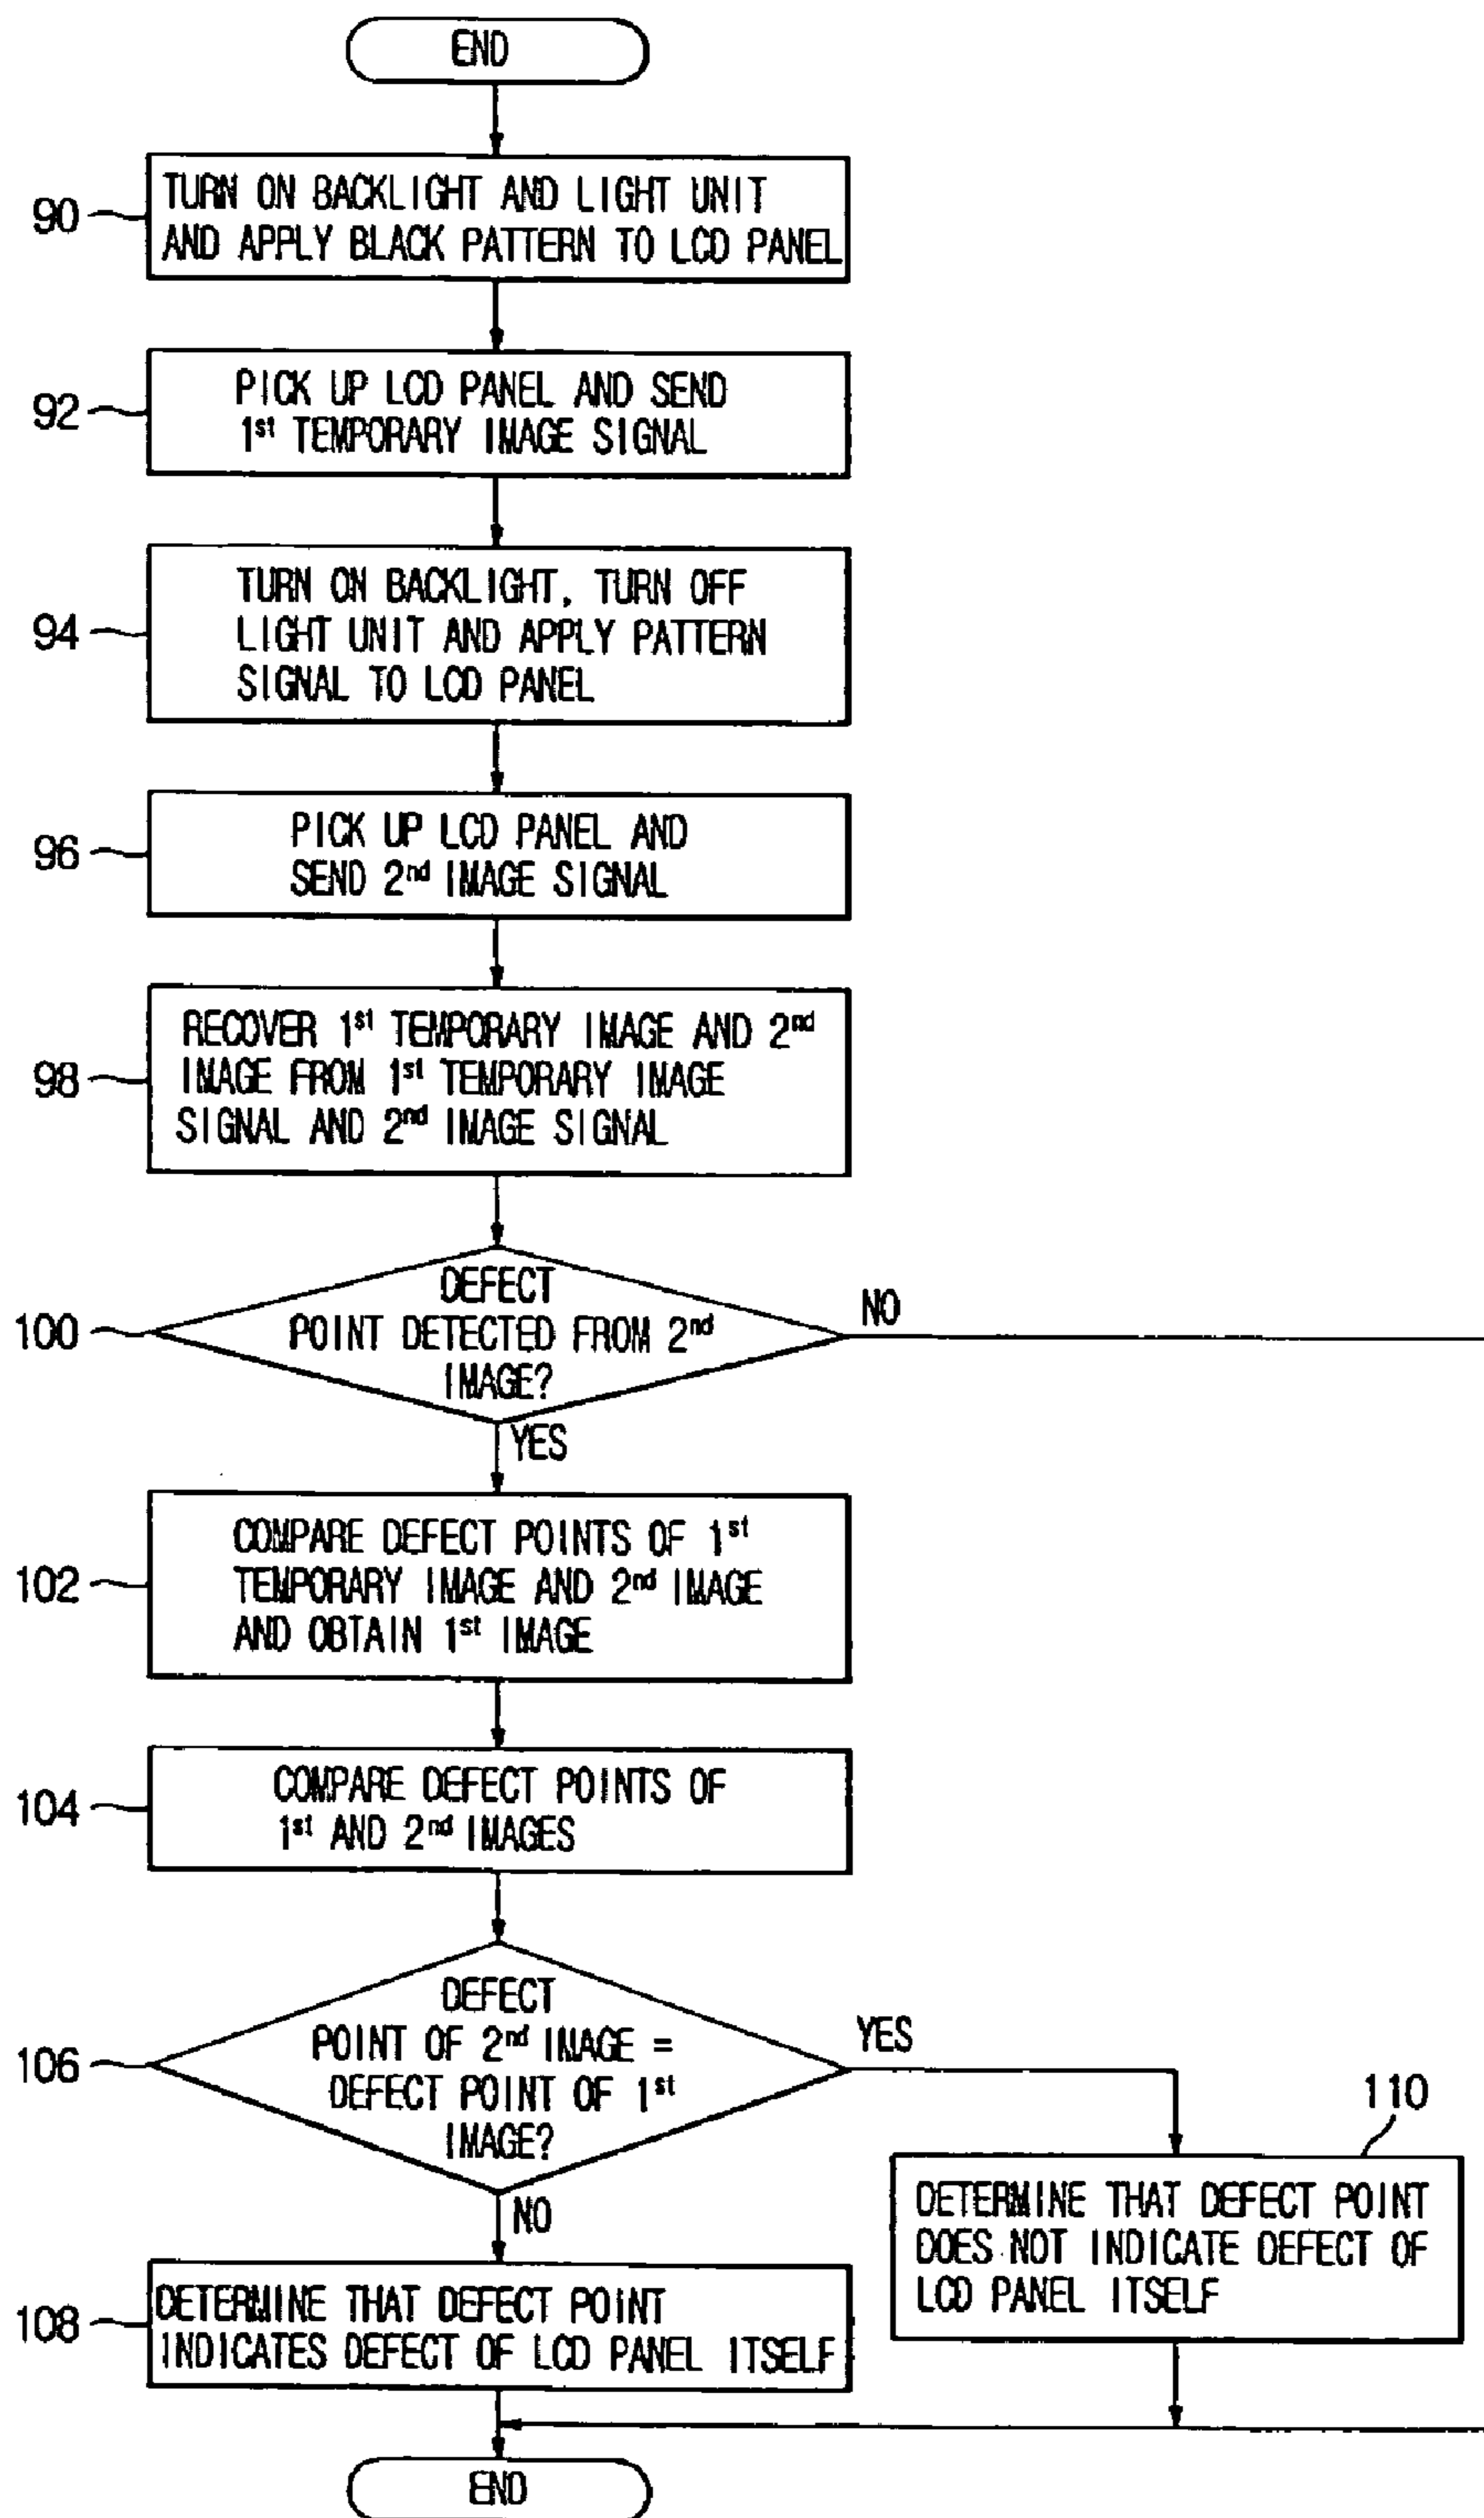 END
90
TURN ON BACKLIGHT AND LIGHT UNIT
AND APPLY BLACK PATTERN TO LCD PANEL
92
PICK UP LCD PANEL AND SEND
1st TEMPORARY IMAGE SIGNAL
94
TURN ON BACKLIGHT, TURN OFF
LIGHT UNIT AND APPLY PATTERN
SIGNAL TO LCD PANEL
96
PICK UP LCD PANEL AND
SEND 2nd IMAGE SIGNAL
98
RECOVER 1st TEMPORARY IMAGE AND 2nd
IMAGE FROM 1st TEMPORARY IMAGE
SIGNAL AND 2nd IMAGE SIGNAL
100
DEFECT
POINT DETECTED FROM 2nd
IMAGE?
NO
YES
102
COMPARE DEFECT POINTS OF 1st
TEMPORARY IMAGE AND 2nd IMAGE
AND OBTAIN 1st IMAGE
104
COMPARE DEFECT POINTS OF
1st AND 2nd IMAGES
106
DEFECT
POINT OF 2nd IMAGE =
DEFECT POINT OF 1st
IMAGE?
YES
NO
110
DETERMINE THAT DEFECT POINT
DOES NOT INDICATE DEFECT OF
LCD PANEL ITSELF
108
DETERMINE THAT DEFECT POINT
INDICATES DEFECT OF LCD PANEL ITSELF
END